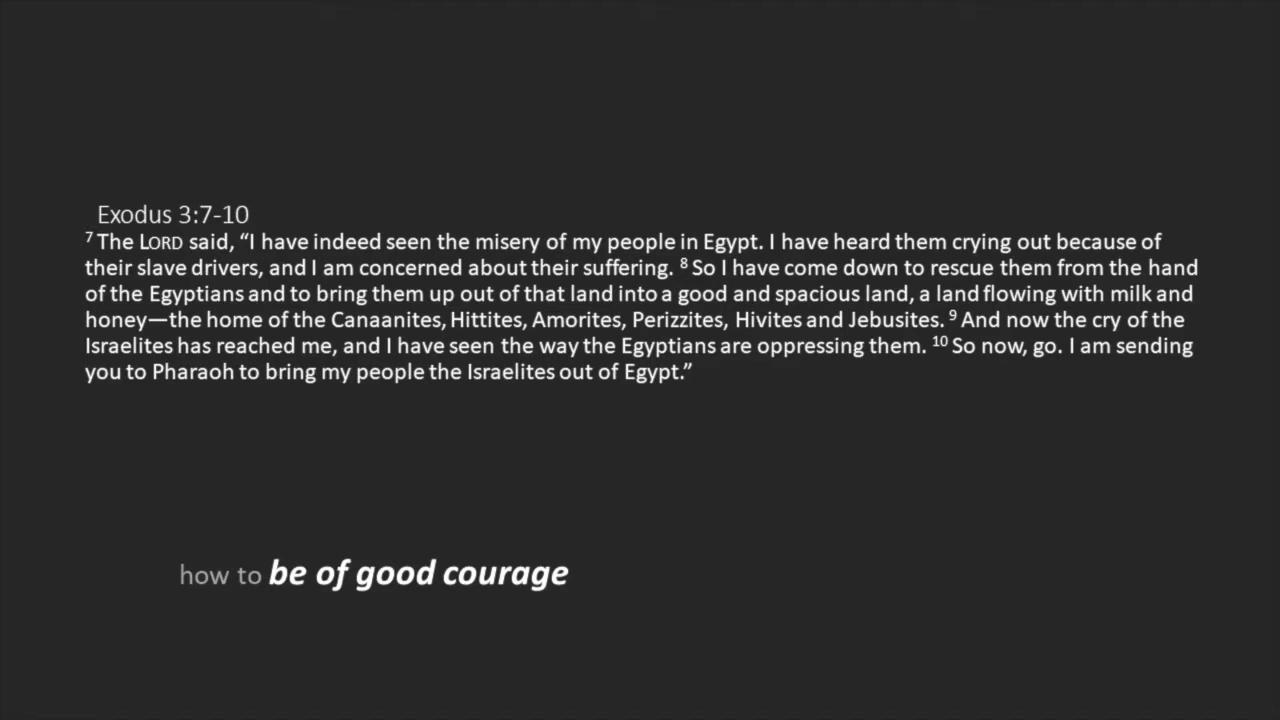 Exodus 3:7-10
⁷ The LORD said, “I have indeed seen the misery of my people in Egypt. I have heard them crying out because of
their slave drivers, and I am concerned about their suffering. ⁸ So I have come down to rescue them from the hand
of the Egyptians and to bring them up out of that land into a good and spacious land, a land flowing with milk and
honey—the home of the Canaanites, Hittites, Amorites, Perizzites, Hivites and Jebusites. ⁹ And now the cry of the
Israelites has reached me, and I have seen the way the Egyptians are oppressing them. ¹⁰ So now, go. I am sending
you to Pharaoh to bring my people the Israelites out of Egypt.”
how to be of good courage